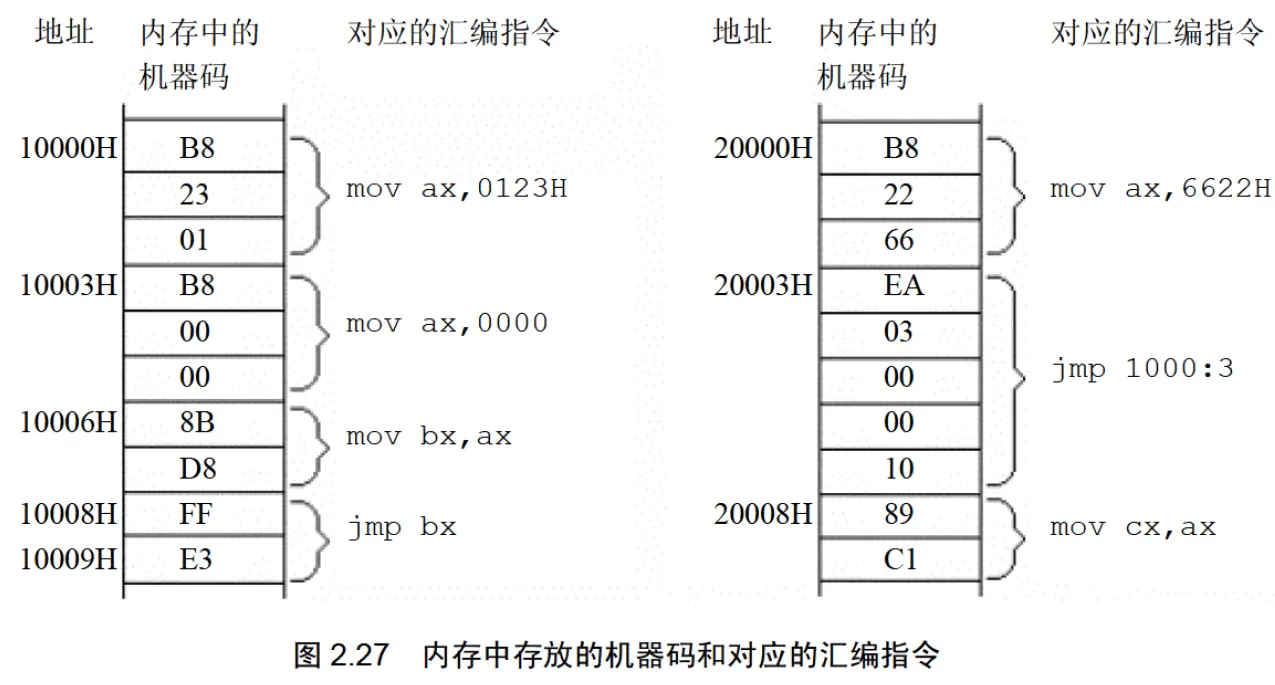 地址 内存中的 对应的汇编指令 地址 内存中的 对应的汇编指令
机器码 机器码
10000H B8 20000H B8
mov ax,0123H mov ax,6622H
23 22
01 66
10003H B8 20003H EA
mov ax,0000 03
00 00
00 jmp 1000:3
10006H 8B 00
mov bx,ax
D8 10
10008H FF 20008H 89
jmp bx mov cx,ax
10009H E3 C1
图 2.27 内存中存放的机器码和对应的汇编指令